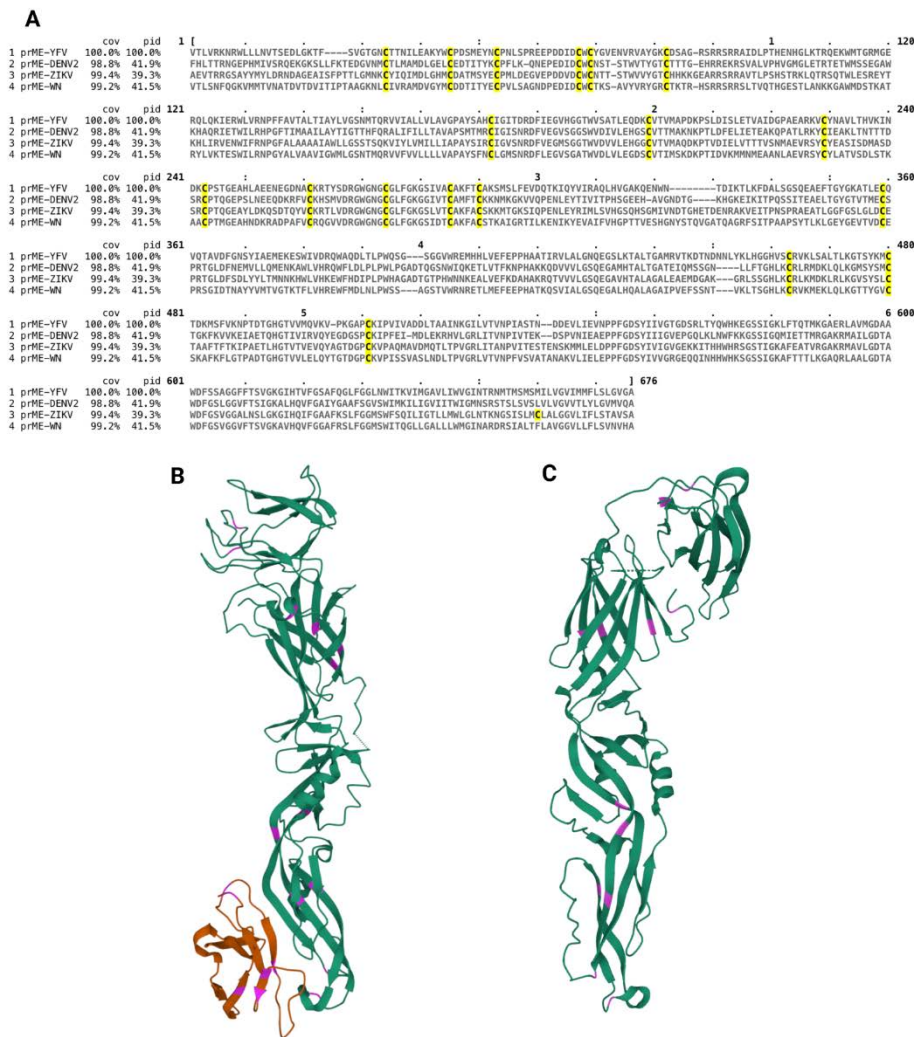 A
cov pid 1 [ . . . . : . . . . 1 . . 120
1 prME-YFV 100.0% 100.0% VTLVRKNRWLLLNVTSEDLGKTF----SVGTGNCTTNILEAKYWCPDSMEYNCPNLSPREEPDDIDCWCYGVENVRVAYGKCDSAG-RSRRSRRAIDLPTHENHGLKTRQEKWMTGRMGE
2 prME-DENV2 98.8% 41.9% FHLTTRNGEPHMIVSRQEKGKSLLFKTEDGVNMCTLMAMDLGELCEDTITYKCPFLK-QNEPEDIDCWCNST-STWVTYGTCTTTG-EHRREKRSVALVPHVGMGLETRTETWMSSEGAW
3 prME-ZIKV 99.4% 39.3% AEVTRRGSAYYMYLDRNDAGEAISFPTTLGMNKCYIQIMDLGHMCDATMSYECPMLDEGVEPDDVDCWCNTT-STWVVYGTCHHKKGEARRSRRAVTLPSHSTRKLQTRSQTWLESREYT
4 prME-WN 99.2% 41.5% VTLSNFQGKVMMTVNATDVTDVITIPTAAGKNLCIVRAMDVGYMCDDTITYECPVLSAGNDPEDIDCWCTKS-AVYVRYGRCTKTR-HSRRSRRSLTVQTHGESTLANKKGAWMDSTKAT
121 . . : . . . . 2 . . . . 240
1 prME-YFV 100.0% 100.0% RQLQKIERWLVRNPFFAVTALTIAYLVGSNMTQRVVIALLVLAVGPAYSAHCIGITDRDFIEGVHGGTWVSATLEQDKCVTVMAPDKPSLDISLETVAIDGPAEARKVCYNAVLTHVKIN
2 prME-DENV2 98.8% 41.9% KHAQRIETWILRHPGFTIMAAILAYTIGTTHFQRALIFILLTAVAPSMTMRCIGISNRDFVEGVSGGSWVDIVLEHGSCVTTMAKNKPTLDFELIETEAKQPATLRKYCIEAKLTNTTTD
3 prME-ZIKV 99.4% 39.3% KHLIRVENWIFRNPGFALAAAAIAWLLGSSTSQKVIYLVMILLIAPAYSIRCIGVSNRDFVEGMSGGTWVDVVLEHGGCVTVMAQDKPTVDIELVTTTVSNMAEVRSYCYEASISDMASD
4 prME-WN 99.2% 41.5% RYLVKTESWILRNPGYALVAAVIGWMLGSNTMQRVVFVVLLLLVAPAYSFNCLGMSNRDFLEGVSGATWVDLVLEGDSCVTIMSKDKPTIDVKMMNMEAANLAEVRSYCYLATVSDLSTK
241 : . . . . 3 . . . . : . 360
1 prME-YFV 100.0% 100.0% DKCPSTGEAHLAEENEGDNACKRTYSDRGWGNGCGLFGKGSIVACAKFTCAKSMSLFEVDQTKIQYVIRAQLHVGAKQENWN--------TDIKTLKFDALSGSQEAEFTGYGKATLECQ
2 prME-DENV2 98.8% 41.9% SRCPTQGEPSLNEEQDKRFVCKHSMVDRGWGNGCGLFGKGGIVTCAMFTCKKNMKGKVVQPENLEYTIVITPHSGEEH-AVGNDTG-----KHGKEIKITPQSSITEAELTGYGTVTMECS
3 prME-ZIKV 99.4% 39.3% SRCPTQGEAYLDKQSDTQYVCKRTLVDRGWGNGCGLFGKGSLVTCAKFACSKKMTGKSIQPENLEYRIMLSVHGSQHSGMIVNDTGHETDENRAKVEITPNSPRAEATLGGFGSLGLDCE
4 prME-WN 99.2% 41.5% AACPTMGEAHNDKRADPAFVCRQGVVDRGWGNGCGLFGKGSIDTCAKFACSTKAIGRTILKENIKYEVAIFVHGPTTVESHGNYSTQVGATQAGRFSITPAAPSYTLKLGEYGEVTVDCE
361 . . . . 4 . . . . : . . 480
1 prME-YFV 100.0% 100.0% VQTAVDFGNSYIAEMEKESWIVDRQWAQDLTLPWQSG---SGGVWREMHHLVEFEPPHAATIRVLALGNQEGSLKTALTGAMRVTKDTNDNNLYKLHGGHVSCRVKLSALTLKGTSYKMC
2 prME-DENV2 98.8% 41.9% PRTGLDFNEMVLLQMENKAWLVHRQWFLDLPLPWLPGADTQGSNWIQKETLVTFKNPHAKKQDVVVLGSQEGAMHTALTGATEIQMSSGN-----LLFTGHLKCRLRMDKLQLKGMSYSMC
3 prME-ZIKV 99.4% 39.3% PRTGLDFSDLYYLTMNNKHWLVHKEWFHDIPLPWHAGADTGTPHWNNKEALVEFKDAHAKRQTVVVLGSQEGAVHTALAGALEAEMDGAK----GRLSSGHLKCRLKMDKLRLKGVSYSLC
4 prME-WN 99.2% 41.5% PRSGIDTNAYYVMTVGTKTFLVHREWFMDLNLPWSS---AGSTVWRNRETLMEFEEPHATKQSVIALGSQEGALHQALAGAIPVEFSSNT-----VKLTSGHLKCRVKMEKLQLKGTTYGVC
481 . . 5 . . . . : . . . . 6 600
1 prME-YFV 100.0% 100.0% TDKMSFVKNPTDTGHGTVVMQVKV-PKGAPCKIPVIVADDLTAAINKGILVTVNPIASTN--DDEVLIEVNPPFGDSYIIVGTGDSRLTYQWHKEGSSIGKLFTQTMKGAERLAVMGDAA
2 prME-DENV2 98.8% 41.9% TGKFKVVKEIAETQHGTIVIRVQYEGDGSPCKIPFEI-MDLEKRHVLGRLITVNPIVTEK--DSPVNIEAEPPFGDSYIIIGVEPGQLKLNWFKKGSSIGQMIETTMRGAKRMAILGDTA
3 prME-ZIKV 99.4% 39.3% TAAFTFTKIPAETLHGTVTVEVQYAGTDGPCKVPAQMAVDMQTLTPVGRLITANPVITESTENSKMMLELDPPFGDSYIVIGVGEKKITHHWHRSGSTIGKAFEATVRGAKRMAVLGDTA
4 prME-WN 99.2% 41.5% SKAFKFLGTPADTGHGTVVLELQYTGTDGPCKVPISSVASLNDLTPVGRLVTVNPFVSVATANAKVLIELEPPFGDSYIVVGRGEQQINHHWHKSGSSIGKAFTTTLKGAQRLAALGDTA
601 . . . . : . . ] 676
1 prME-YFV 100.0% 100.0% WDFSSAGGFFTSVGKGIHTVFGSAFQGLFGGLNWITKVIMGAVLIWVGINTRNMTMSMSMILVGVIMMFLSLGVGA
2 prME-DENV2 98.8% 41.9% WDFGSLGGVFTSIGKALHQVFGAIYGAAFSGVSWIMKILIGVIITWIGMNSRSTSLSVSLVLVGVVTLYLGVMVQA
3 prME-ZIKV 99.4% 39.3% WDFGSVGGALNSLGKGIHQIFGAAFKSLFGGMSWFSQILIGTLLMWLGLNTKNGSISLMCLALGGVLIFLSTAVSA
4 prME-WN 99.2% 41.5% WDFGSVGGVFTSVGKAVHQVFGGAFRSLFGGMSWITQGLLGALLLWMGINARDRSIALTFLAVGGVLLFLSVNVHA
B C